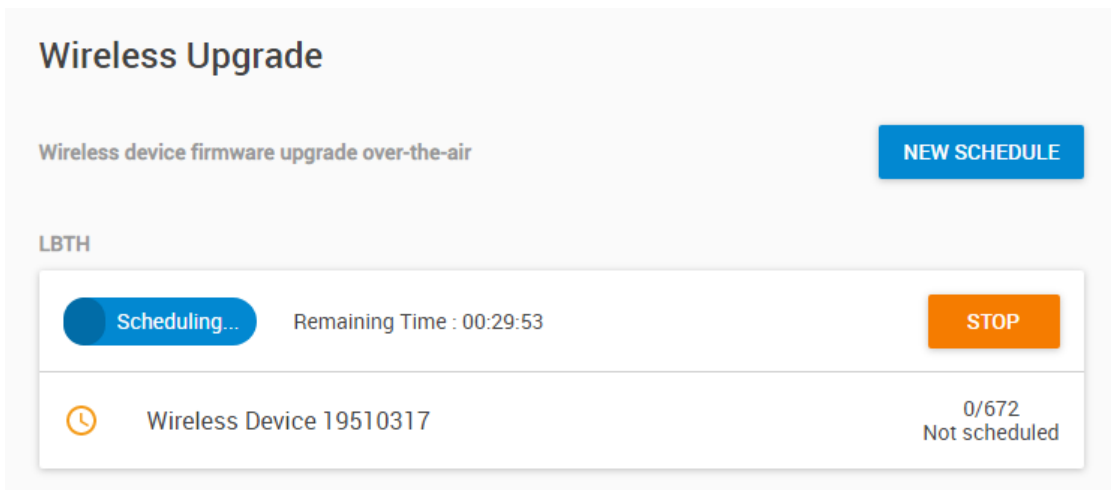 Wireless Upgrade
Wireless device firmware upgrade over-the-air
NEW SCHEDULE
LBTH
Scheduling...
Remaining Time : 00:29:53
STOP
Wireless Device 19510317
0/672
Not scheduled